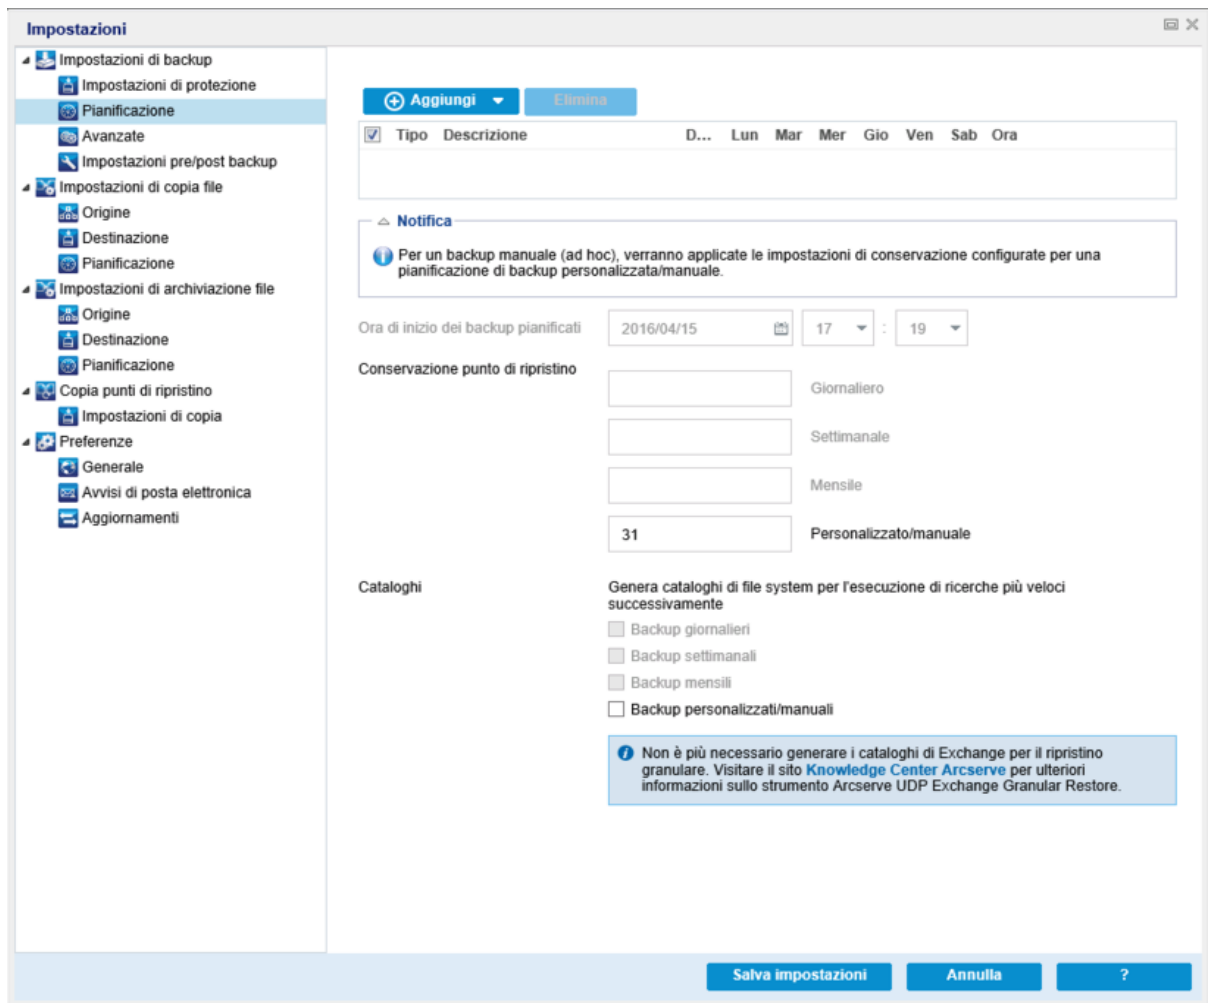 Impostazioni
Impostazioni di backup
Impostazioni di protezione
Pianificazione
Avanzate
Impostazioni pre/post backup
Impostazioni di copia file
Origine
Destinazione
Pianificazione
Impostazioni di archiviazione file
Origine
Destinazione
Pianificazione
Copia punti di ripristino
Impostazioni di copia
Preferenze
Generale
Avvisi di posta elettronica
Aggiornamenti
Aggiungi Elimina
Tipo Descrizione D... Lun Mar Mer Gio Ven Sab Ora
Notifica
Per un backup manuale (ad hoc), verranno applicate le impostazioni di conservazione configurate per una
pianificazione di backup personalizzata/manuale.
Ora di inizio dei backup pianificati 2016/04/15 17 : 19
Conservazione punto di ripristino
Giornaliero
Settimanale
Mensile
31 Personalizzato/manuale
Cataloghi Genera cataloghi di file system per l'esecuzione di ricerche più veloci
successivamente
Backup giornalieri
Backup settimanali
Backup mensili
Backup personalizzati/manuali
Non è più necessario generare i cataloghi di Exchange per il ripristino
granulare. Visitare il sito Knowledge Center Arcserve per ulteriori
informazioni sullo strumento Arcserve UDP Exchange Granular Restore.
Salva impostazioni Annulla ?